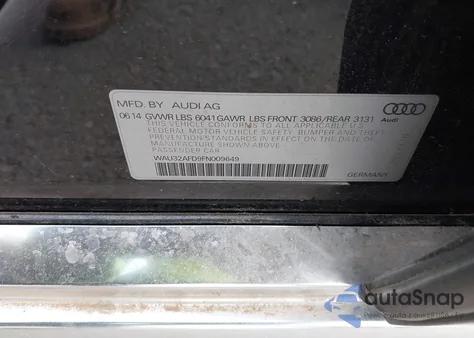 MFD. BY AUDI AG
06 14 GVWR LBS 6041 GAWR LBS FRONT 3086/REAR 3131
THIS VEHICLE CONFORMS TO ALL APPLICABLE U.S.
FEDERAL MOTOR VEHICLE SAFETY, BUMPER AND THEFT
PREVENTION STANDARDS IN EFFECT ON THE DATE OF
MANUFACTURE SHOWN ABOVE.
PASSENGER CAR
WAU32AFD9FN009649
GERMANY
autoSnap